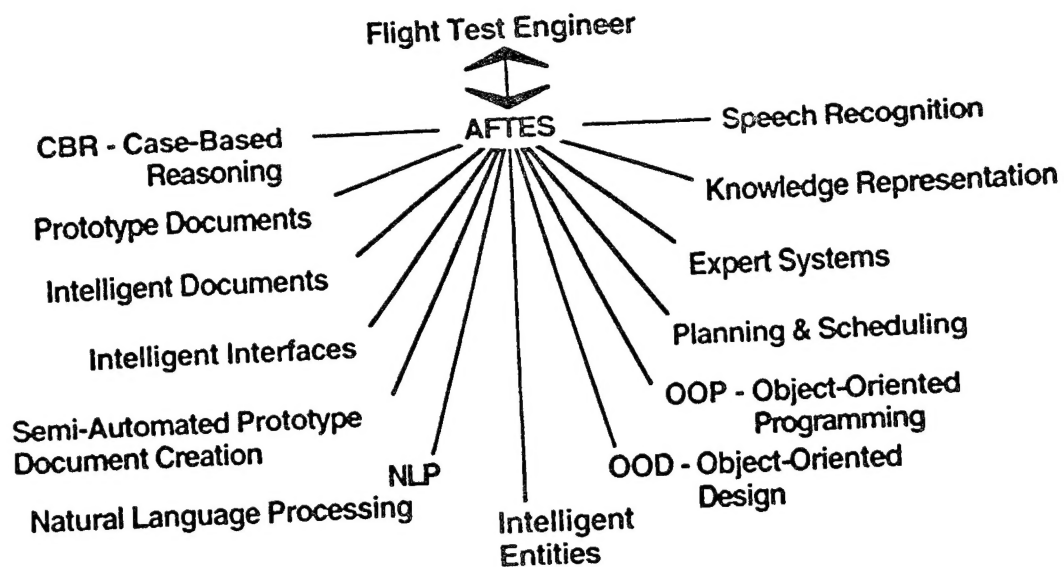 Flight Test Engineer
AFTES
CBR - Case-Based
Reasoning
Prototype Documents
Intelligent Documents
Intelligent Interfaces
Semi-Automated Prototype
Document Creation
NLP
Natural Language Processing
Intelligent
Entities
OOD - Object-Oriented
Design
OOP - Object-Oriented
Programming
Planning & Scheduling
Expert Systems
Knowledge Representation
Speech Recognition